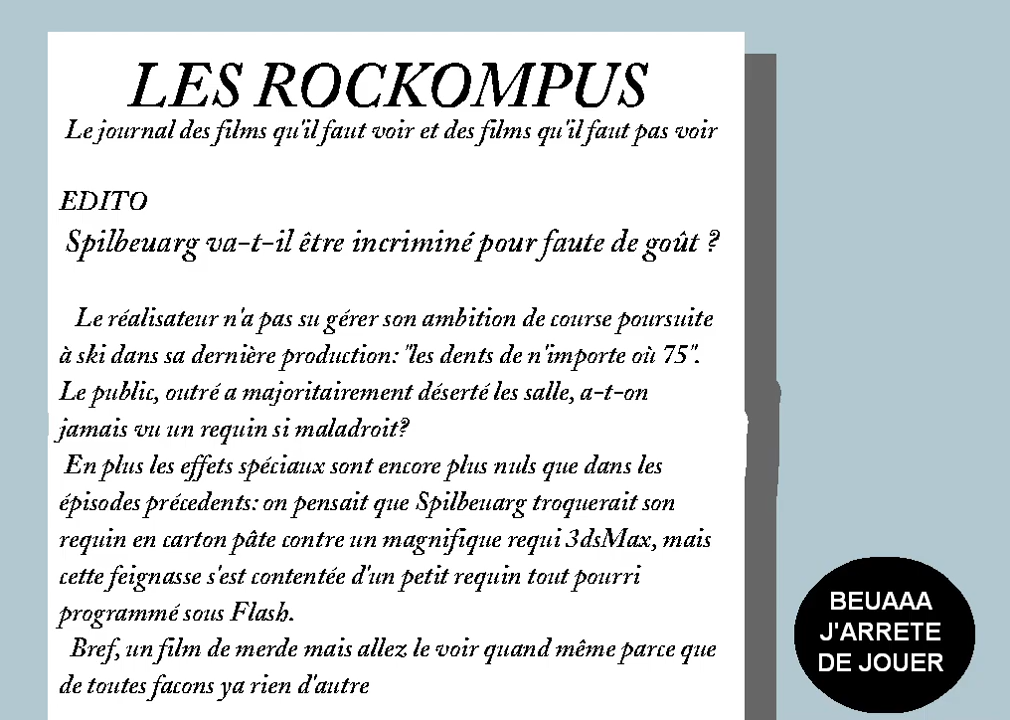 LES ROCKOMPUS
Le journal des films qu'il faut voir et des films qu'il faut pas voir
EDITO
Spilbeuarg va-t-il être incriminé pour faute de goût ?
Le réalisateur n'a pas su gérer son ambition de course poursuite
à ski dans sa dernière production: "les dents de n'importe où 75".
Le public, outré a majoritairement déserté les salle, a-t-on
jamais vu un requin si maladroit?
En plus les effets spéciaux sont encore plus nuls que dans les
épisodes précedents: on pensait que Spilbeuarg troquerait son
requin en carton pâte contre un magnifique requi 3dsMax, mais
cette feignasse s'est contentée d'un petit requin tout pourri
programmé sous Flash.
Bref, un film de merde mais allez le voir quand même parce que
de toutes facons ya rien d'autre
BEUAAA
J'ARRETE
DE JOUER